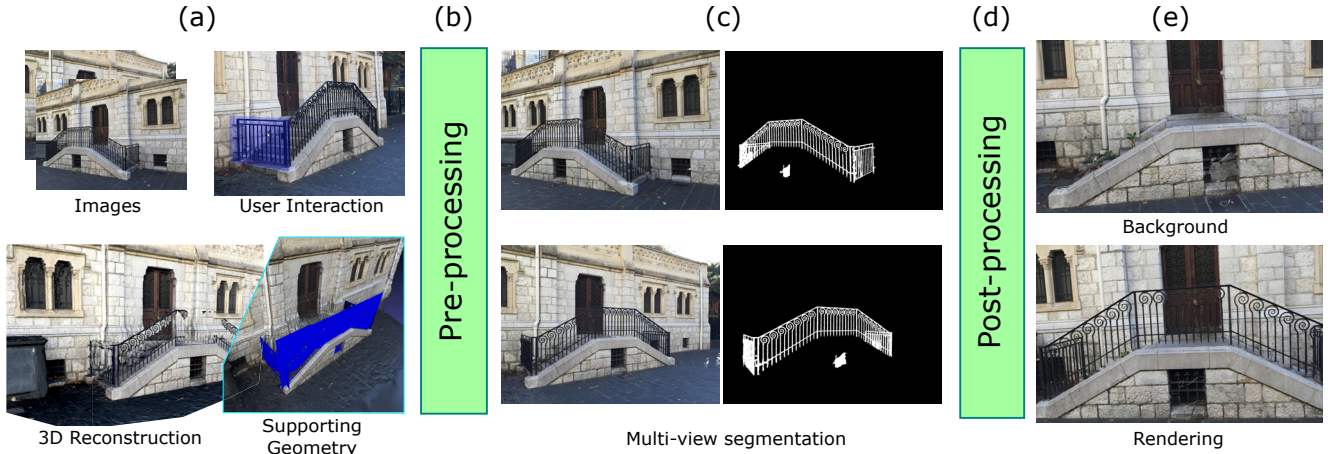 (a)
(b)
(c)
(d)
(e)
Images
User Interaction
3D Reconstruction
Supporting
Geometry
Pre-processing
Multi-view segmentation
Post-processing
Background
Rendering